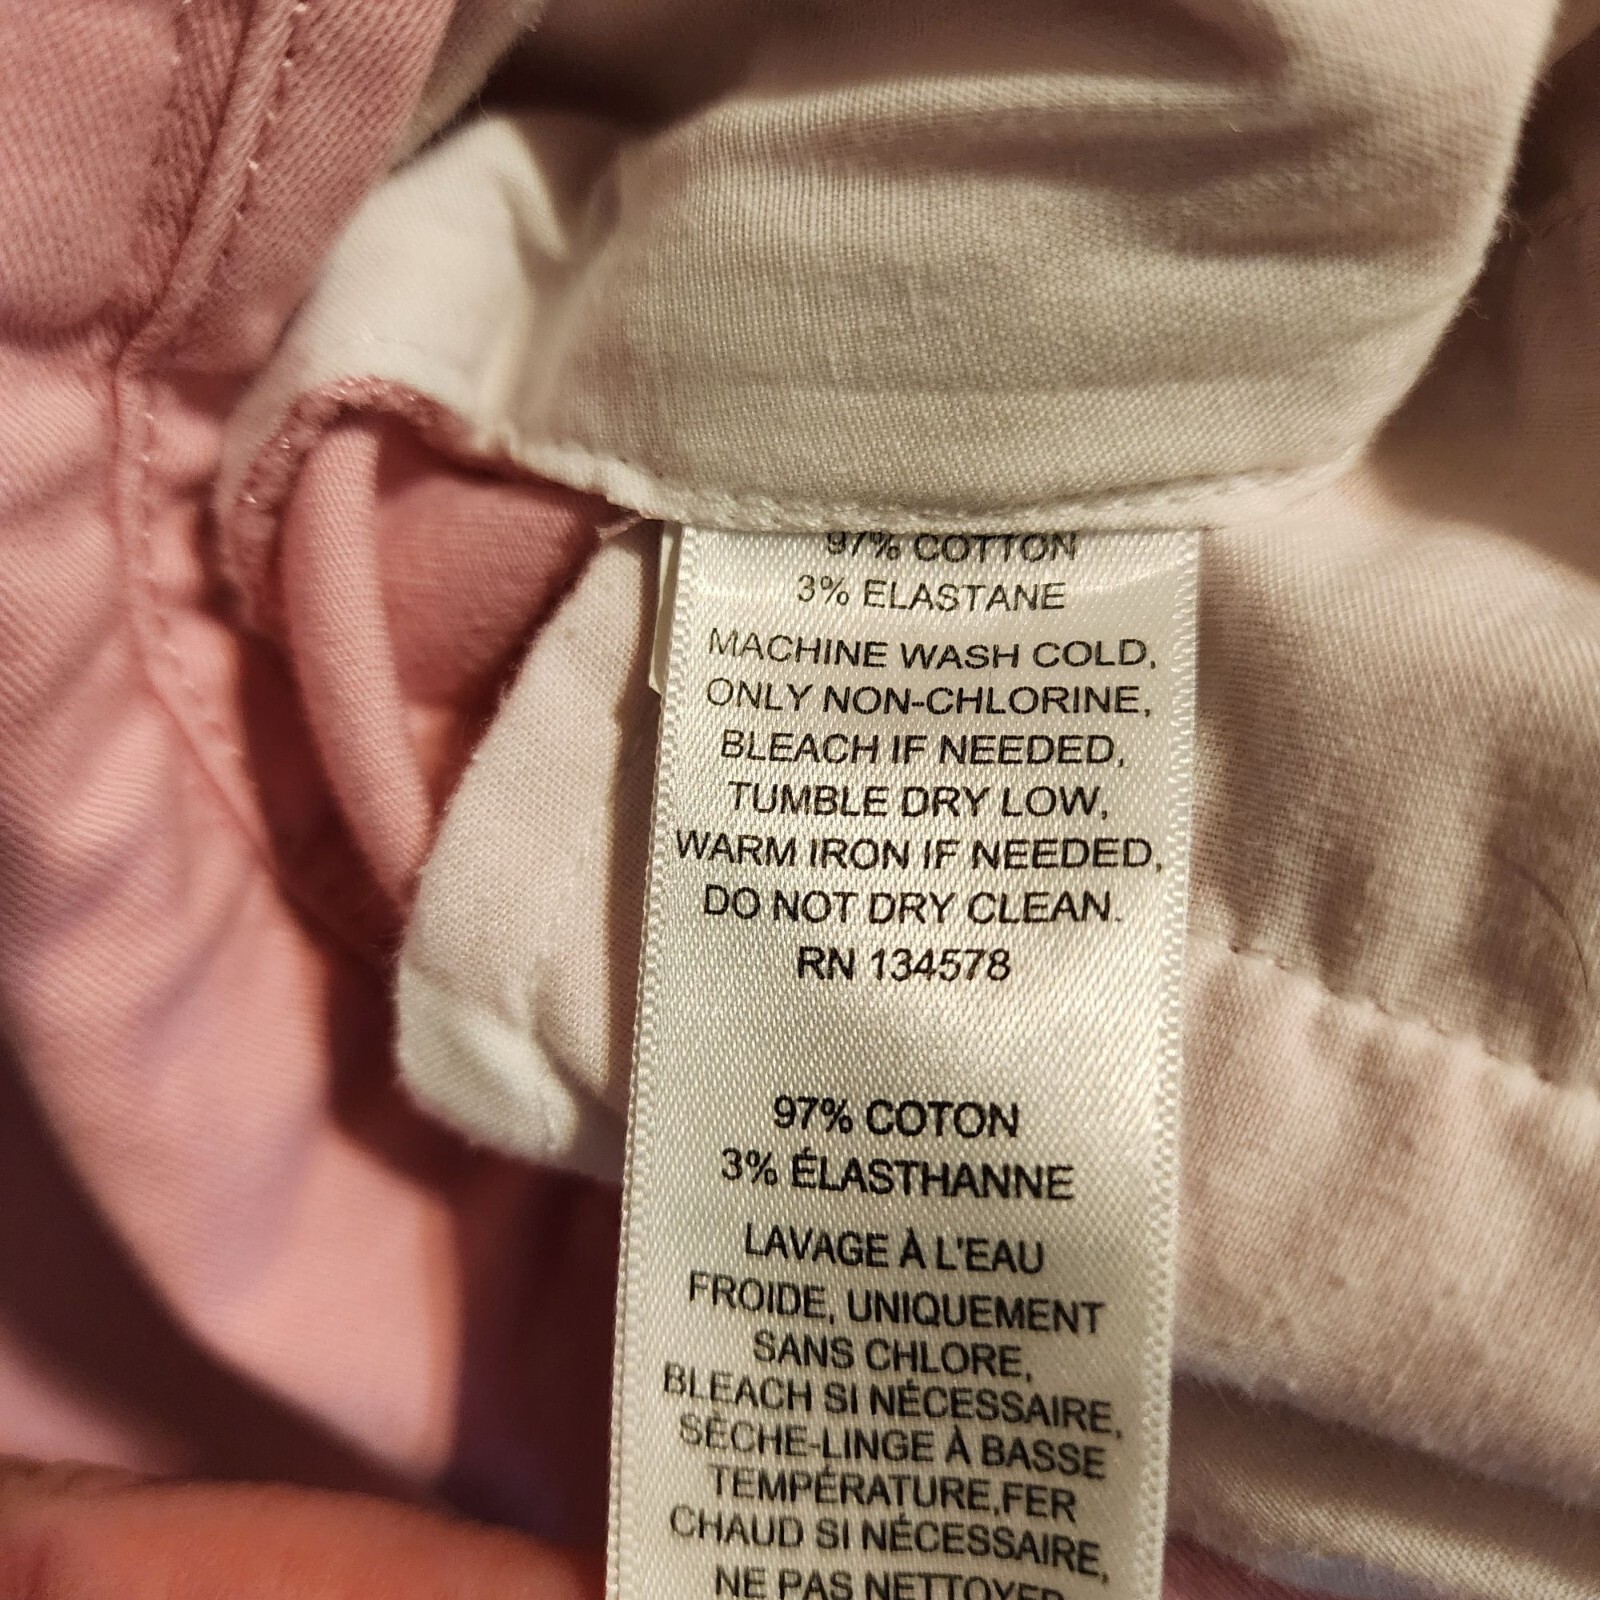 97% COTTON
3% ELASTANE
MACHINE WASH COLD,
ONLY NON-CHLORINE,
BLEACH IF NEEDED,
TUMBLE DRY LOW,
WARM IRON IF NEEDED,
DO NOT DRY CLEAN.
RN 134578
97% COTON
3% ÉLASTHANNE
LAVAGE À L'EAU
FROIDE, UNIQUEMENT
SANS CHLORE,
BLEACH SI NÉCESSAIRE,
SÈCHE-LINGE À BASSE
TEMPÉRATURE,FER
CHAUD SI NÉCESSAIRE,
NE PAS NETTOYER